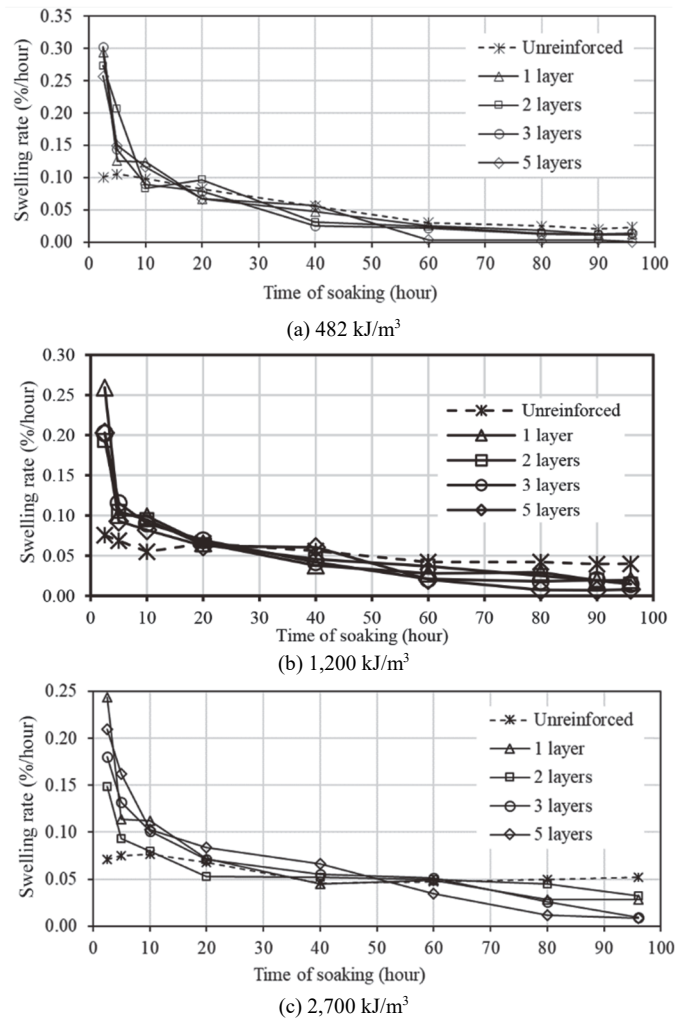 0.35
0.30
0.25
0.20
0.15
0.10
0.05
0.00
Swelling rate (%/hour)
Unreinforced
1 layer
2 layers
3 layers
5 layers
0 10 20 30 40 50 60 70 80 90 100
Time of soaking (hour)
(a) 482 kJ/m³
0.30
0.25
0.20
0.15
0.10
0.05
0.00
Swelling rate (%/hour)
Unreinforced
1 layer
2 layers
3 layers
5 layers
0 10 20 30 40 50 60 70 80 90 100
Time of soaking (hour)
(b) 1,200 kJ/m³
0.25
0.20
0.15
0.10
0.05
0.00
Swelling rate (%/hour)
Unreinforced
1 layer
2 layers
3 layers
5 layers
0 10 20 30 40 50 60 70 80 90 100
Time of soaking (hour)
(c) 2,700 kJ/m³